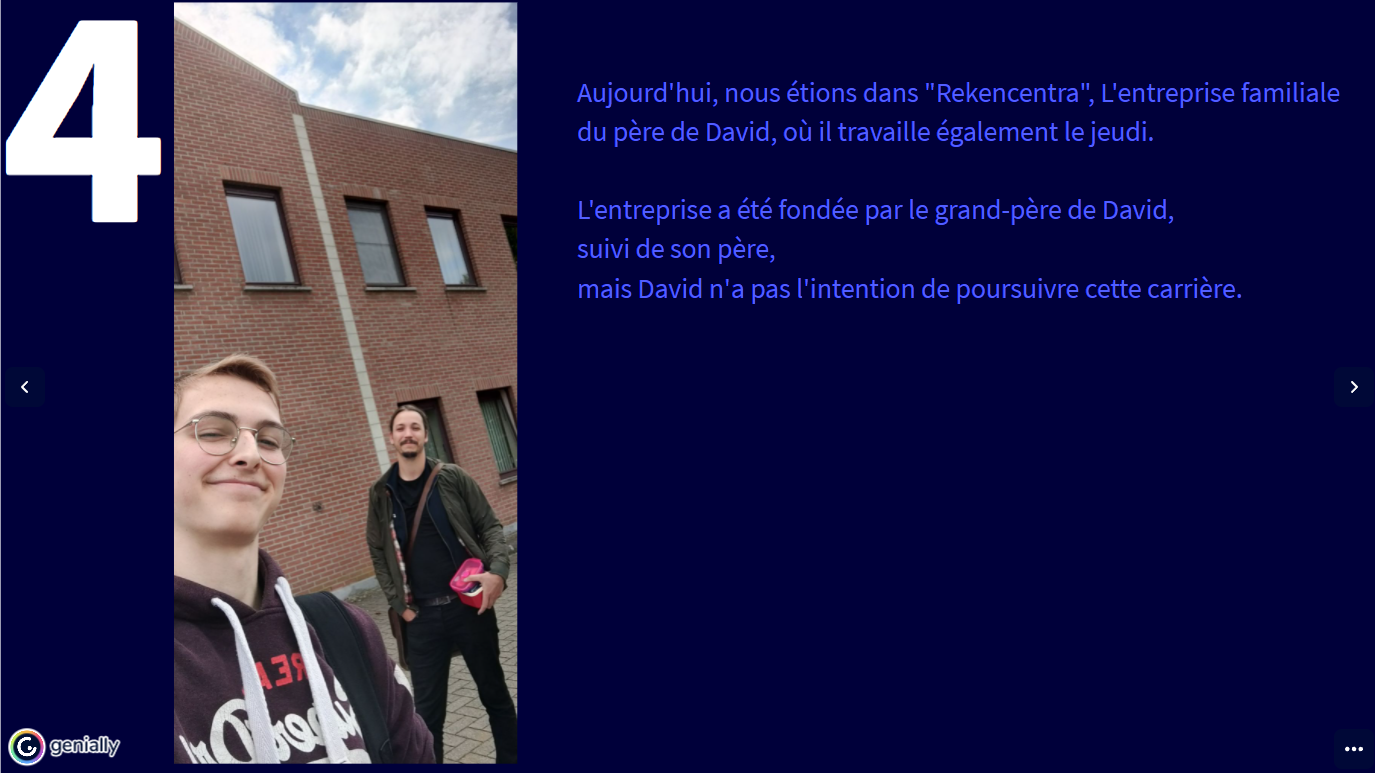 4
Aujourd'hui, nous étions dans "Rekencentra", L'entreprise familiale
du père de David, où il travaille également le jeudi.
L'entreprise a été fondée par le grand-père de David,
suivi de son père,
mais David n'a pas l'intention de poursuivre cette carrière.
REA
genially